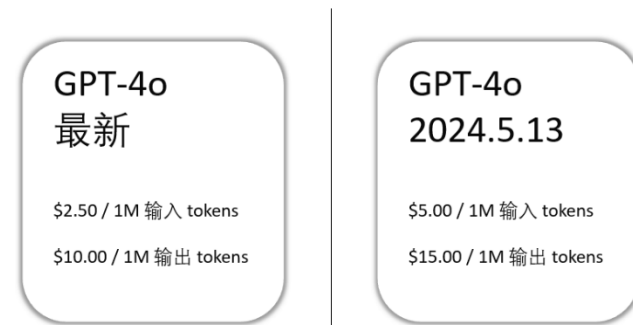 GPT-4o
最新
$2.50 / 1M 输入 tokens
$10.00 / 1M 输出 tokens
GPT-4o
2024.5.13
$5.00 / 1M 输入 tokens
$15.00 / 1M 输出 tokens